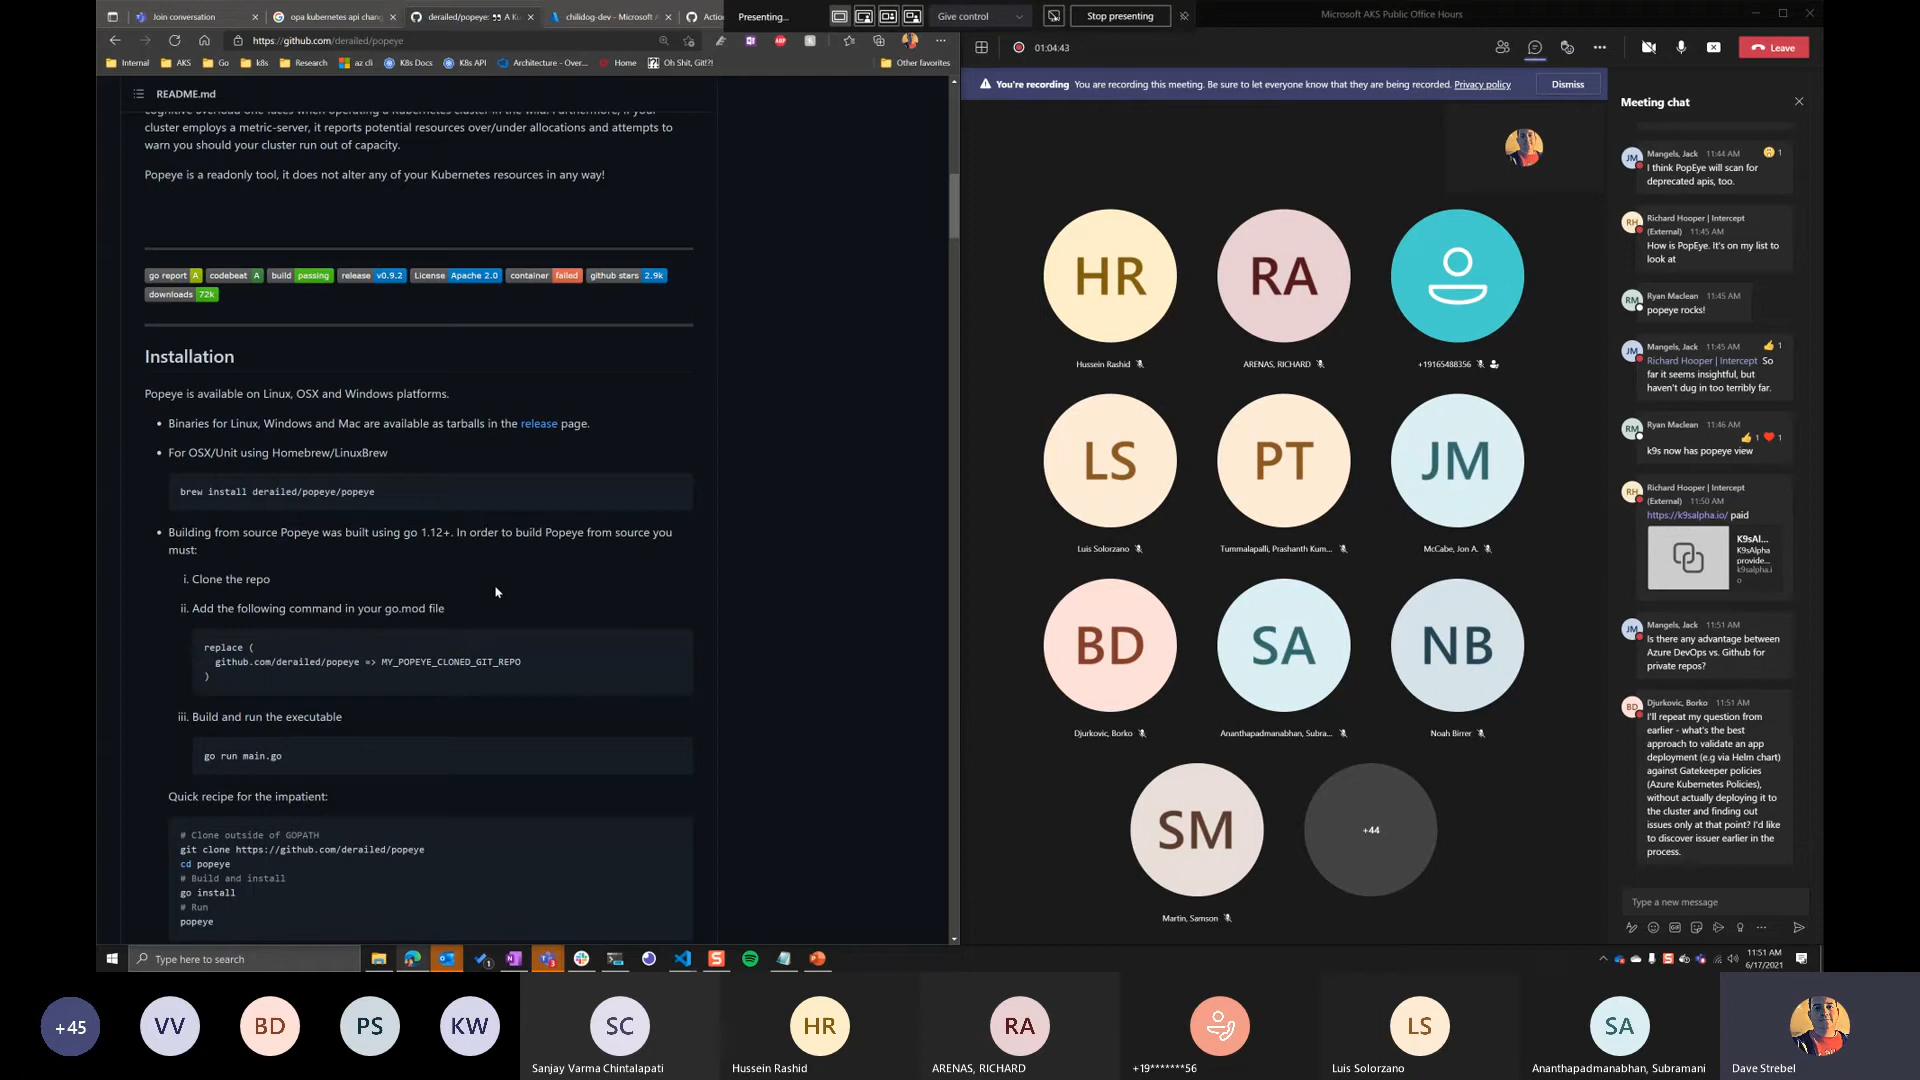 Join conversation
opa kubernetes api chan
derailed/popeye: 👀 A Ku
chilidog-dev - Microsoft A
Action
Presenting...
Give control
Stop presenting
Microsoft AKS Public Office Hours
https://github.com/derailed/popeye
01:04:43
Leave
Internal
AKS
Go
k8s
Research
az cli
K8s Docs
K8s API
Architecture - Over...
Home
Oh Shit, Git!?!
Other favorites
You're recording You are recording this meeting. Be sure to let everyone know that they are being recorded. Privacy policy
Dismiss
README.md
cluster employs a metric-server, it reports potential resources over/under allocations and attempts to
warn you should your cluster run out of capacity.
Popeye is a readonly tool, it does not alter any of your Kubernetes resources in any way!
go report A codebeat A build passing release v0.9.2 License Apache 2.0 container failed github stars 2.9k
downloads 72k
Installation
Popeye is available on Linux, OSX and Windows platforms.
• Binaries for Linux, Windows and Mac are available as tarballs in the release page.
• For OSX/Unit using Homebrew/LinuxBrew
brew install derailed/popeye/popeye
• Building from source Popeye was built using go 1.12+. In order to build Popeye from source you
must:
i. Clone the repo
ii. Add the following command in your go.mod file
replace (
github.com/derailed/popeye => MY_POPEYE_CLONED_GIT_REPO
)
iii. Build and run the executable
go run main.go
Quick recipe for the impatient:
# Clone outside of GOPATH
git clone https://github.com/derailed/popeye
cd popeye
# Build and install
go install
# Run
popeye
Type here to search
HR
Hussein Rashid
RA
ARENAS, RICHARD
+19165488356
LS
Luis Solorzano
PT
Tummalapalli, Prashanth Kum...
JM
McCabe, Jon A.
BD
Djurkovic, Borko
SA
Ananthapadmanabhan, Subra...
NB
Noah Birrer
SM
Martin, Samson
+44
Meeting chat
JM
Mangels, Jack 11:44 AM
1
I think PopEye will scan for
deprecated apis, too.
RH
Richard Hooper | Intercept
(External) 11:45 AM
How is PopEye. It's on my list to
look at
RM
Ryan Maclean 11:45 AM
popeye rocks!
JM
Mangels, Jack 11:45 AM
1
Richard Hooper | Intercept So
far it seems insightful, but
haven't dug in too terribly far.
RM
Ryan Maclean 11:46 AM
1 1
k9s now has popeye view
RH
Richard Hooper | Intercept
(External) 11:50 AM
https://k9salpha.io/ paid
K9sAl...
K9sAlpha
provide...
k9salpha.i
o
JM
Mangels, Jack 11:51 AM
Is there any advantage between
Azure DevOps vs. Github for
private repos?
BD
Djurkovic, Borko 11:51 AM
I'll repeat my question from
earlier - what's the best
approach to validate an app
deployment (e.g via Helm chart)
against Gatekeeper policies
(Azure Kubernetes Policies),
without actually deploying it to
the cluster and finding out
issues only at that point? I'd like
to discover issuer earlier in the
process.
Type a new message
11:51 AM
6/17/2021
+45
VV
BD
PS
KW
SC
Sanjay Varma Chintalapati
HR
Hussein Rashid
RA
ARENAS, RICHARD
+19*******56
LS
Luis Solorzano
SA
Ananthapadmanabhan, Subramani
Dave Strebel